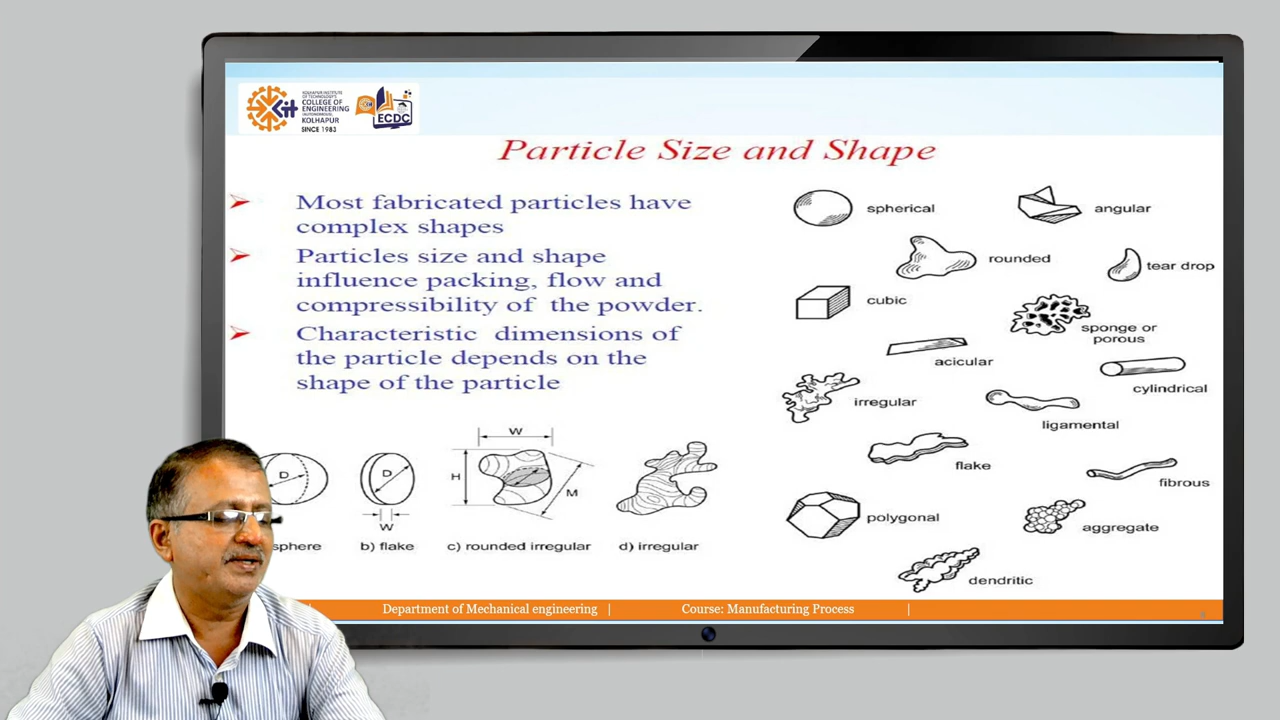 KOLHAPUR INSTITUTE
OF TECHNOLOGY'S
COLLEGE OF
ENGINEERING
(AUTONOMOUS),
KOLHAPUR
SINCE 1983
ECDC
Particle Size and Shape
Most fabricated particles have
complex shapes
Particles size and shape
influence packing, flow and
compressibility of the powder.
Characteristic dimensions of
the particle depends on the
shape of the particle
spherical
angular
rounded
tear drop
cubic
sponge or
porous
acicular
cylindrical
irregular
ligamental
flake
fibrous
polygonal
aggregate
dendritic
D
D
W
W
H
M
sphere
b) flake
c) rounded irregular
d) irregular
Department of Mechanical engineering |
Course: Manufacturing Process |